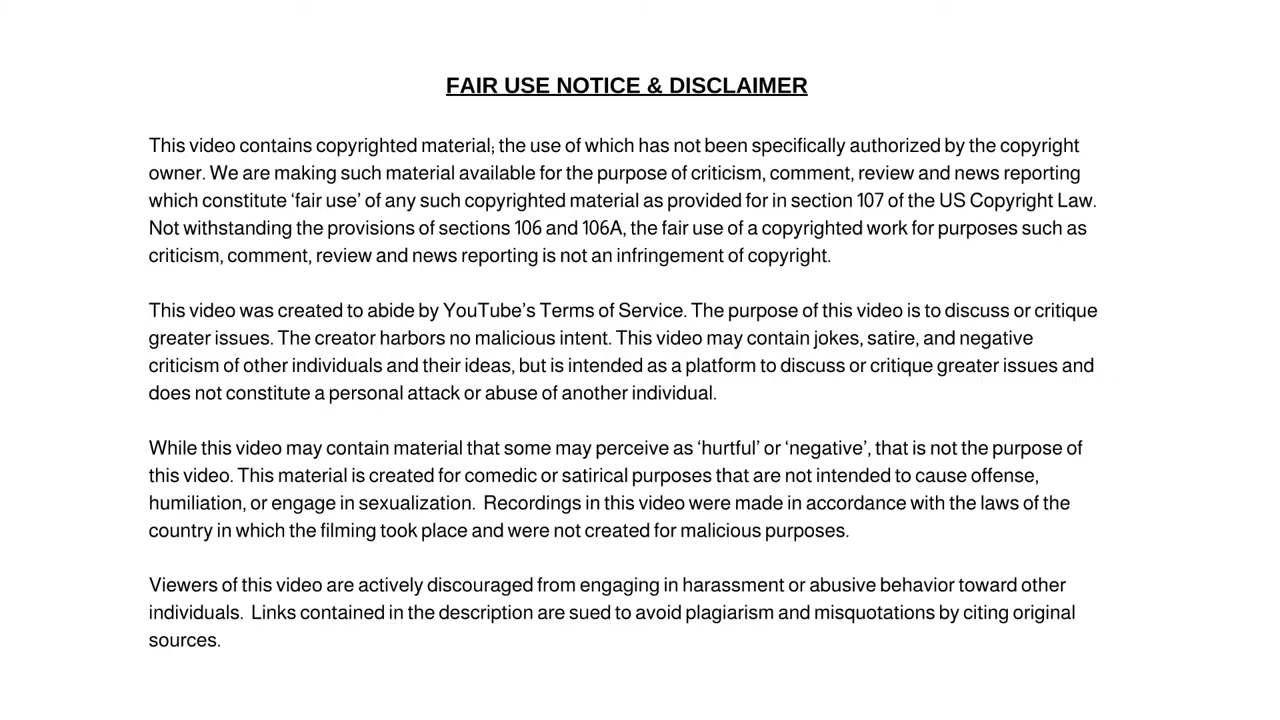 FAIR USE NOTICE & DISCLAIMER
This video contains copyrighted material; the use of which has not been specifically authorized by the copyright
owner. We are making such material available for the purpose of criticism, comment, review and news reporting
which constitute ‘fair use’ of any such copyrighted material as provided for in section 107 of the US Copyright Law.
Not withstanding the provisions of sections 106 and 106A, the fair use of a copyrighted work for purposes such as
criticism, comment, review and news reporting is not an infringement of copyright.
This video was created to abide by YouTube’s Terms of Service. The purpose of this video is to discuss or critique
greater issues. The creator harbors no malicious intent. This video may contain jokes, satire, and negative
criticism of other individuals and their ideas, but is intended as a platform to discuss or critique greater issues and
does not constitute a personal attack or abuse of another individual.
While this video may contain material that some may perceive as ‘hurtful’ or ‘negative’, that is not the purpose of
this video. This material is created for comedic or satirical purposes that are not intended to cause offense,
humiliation, or engage in sexualization.  Recordings in this video were made in accordance with the laws of the
country in which the filming took place and were not created for malicious purposes.
Viewers of this video are actively discouraged from engaging in harassment or abusive behavior toward other
individuals.  Links contained in the description are sued to avoid plagiarism and misquotations by citing original
sources.